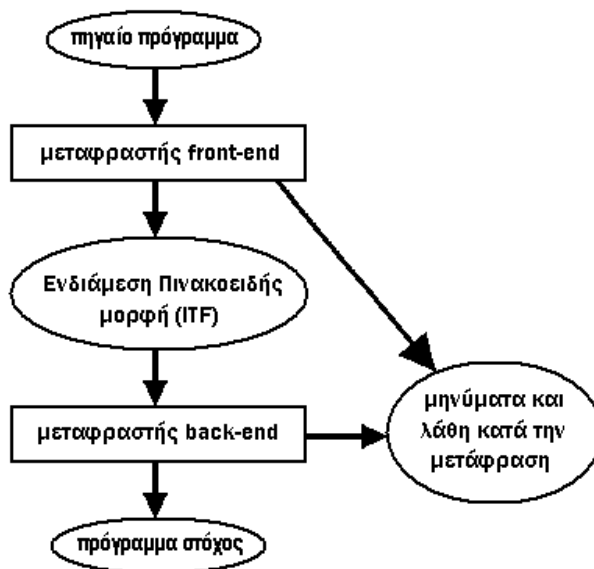 πηγαίο πρόγραμμα
μεταφραστής front-end
Ενδιάμεση Πινακοειδής
μορφή (ITF)
μεταφραστής back-end
μηνύματα και
λάθη κατά την
μετάφραση
πρόγραμμα στόχος